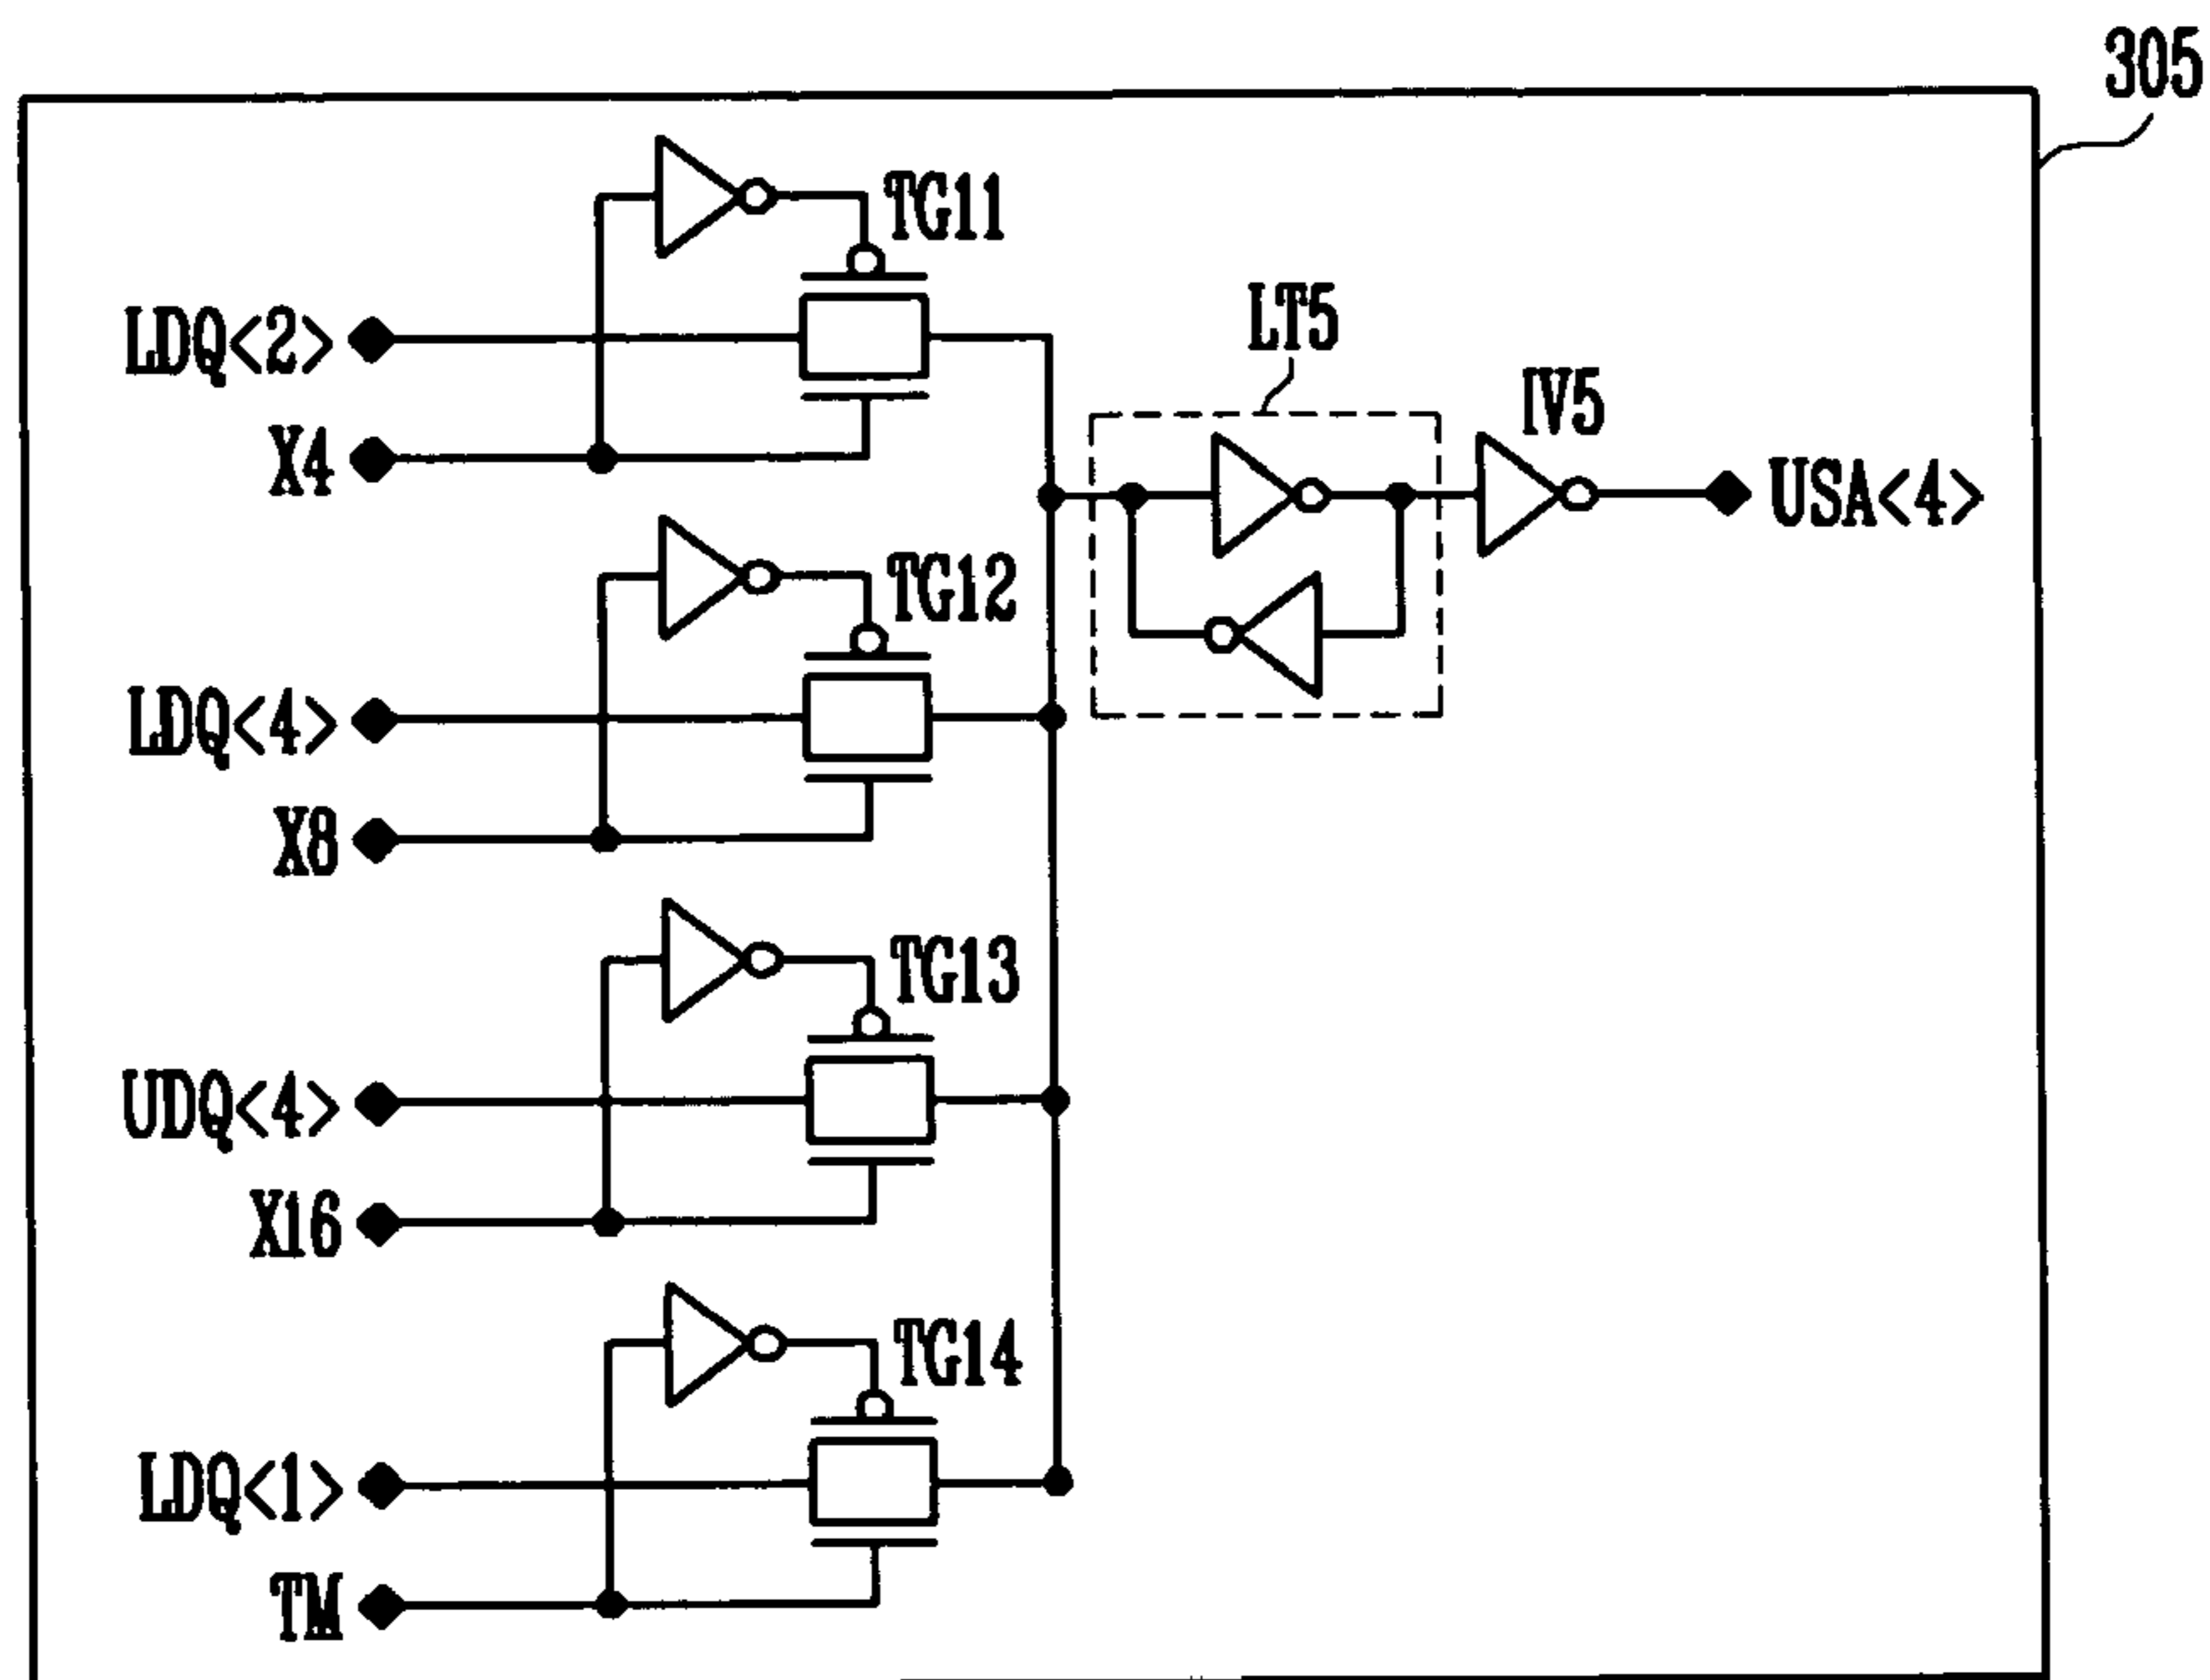 305
TG11
LDQ<2>
LT5
X4
IV5
USA<4>
TG12
LDQ<4>
X8
TG13
UDQ<4>
X16
TG14
LDQ<1>
TM